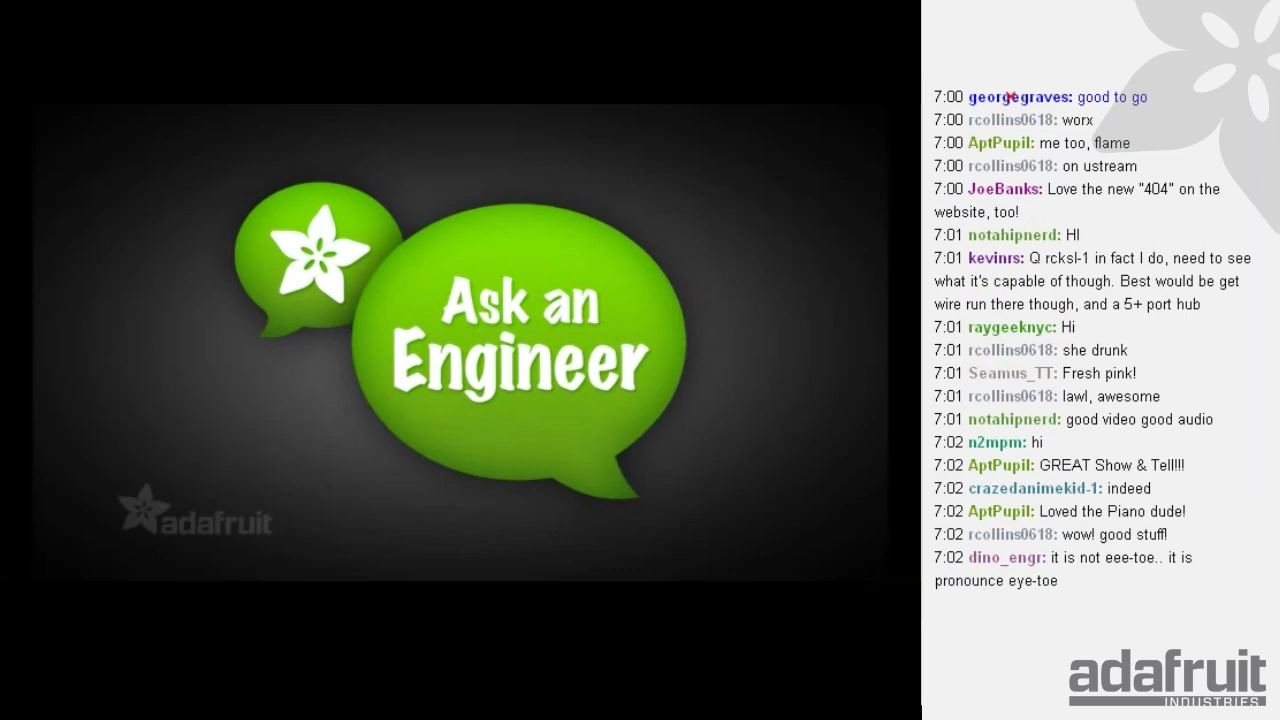 Ask an
Engineer
adafruit
7:00 georgegraves: good to go
7:00 rcollins0618: worx
7:00 AptPupil: me too, flame
7:00 rcollins0618: on ustream
7:00 JoeBanks: Love the new "404" on the
website, too!
7:01 notahipnerd: HI
7:01 kevinrs: Q rcksl-1 in fact I do, need to see
what it's capable of though. Best would be get
wire run there though, and a 5+ port hub
7:01 raygeeknyc: Hi
7:01 rcollins0618: she drunk
7:01 Seamus_TT: Fresh pink!
7:01 rcollins0618: lawl, awesome
7:01 notahipnerd: good video good audio
7:02 n2mpm: hi
7:02 AptPupil: GREAT Show & Tell!!!
7:02 crazedanimekid-1: indeed
7:02 AptPupil: Loved the Piano dude!
7:02 rcollins0618: wow! good stuff!
7:02 dino_engr: it is not eee-toe.. it is
pronounce eye-toe
adafruit
INDUSTRIES